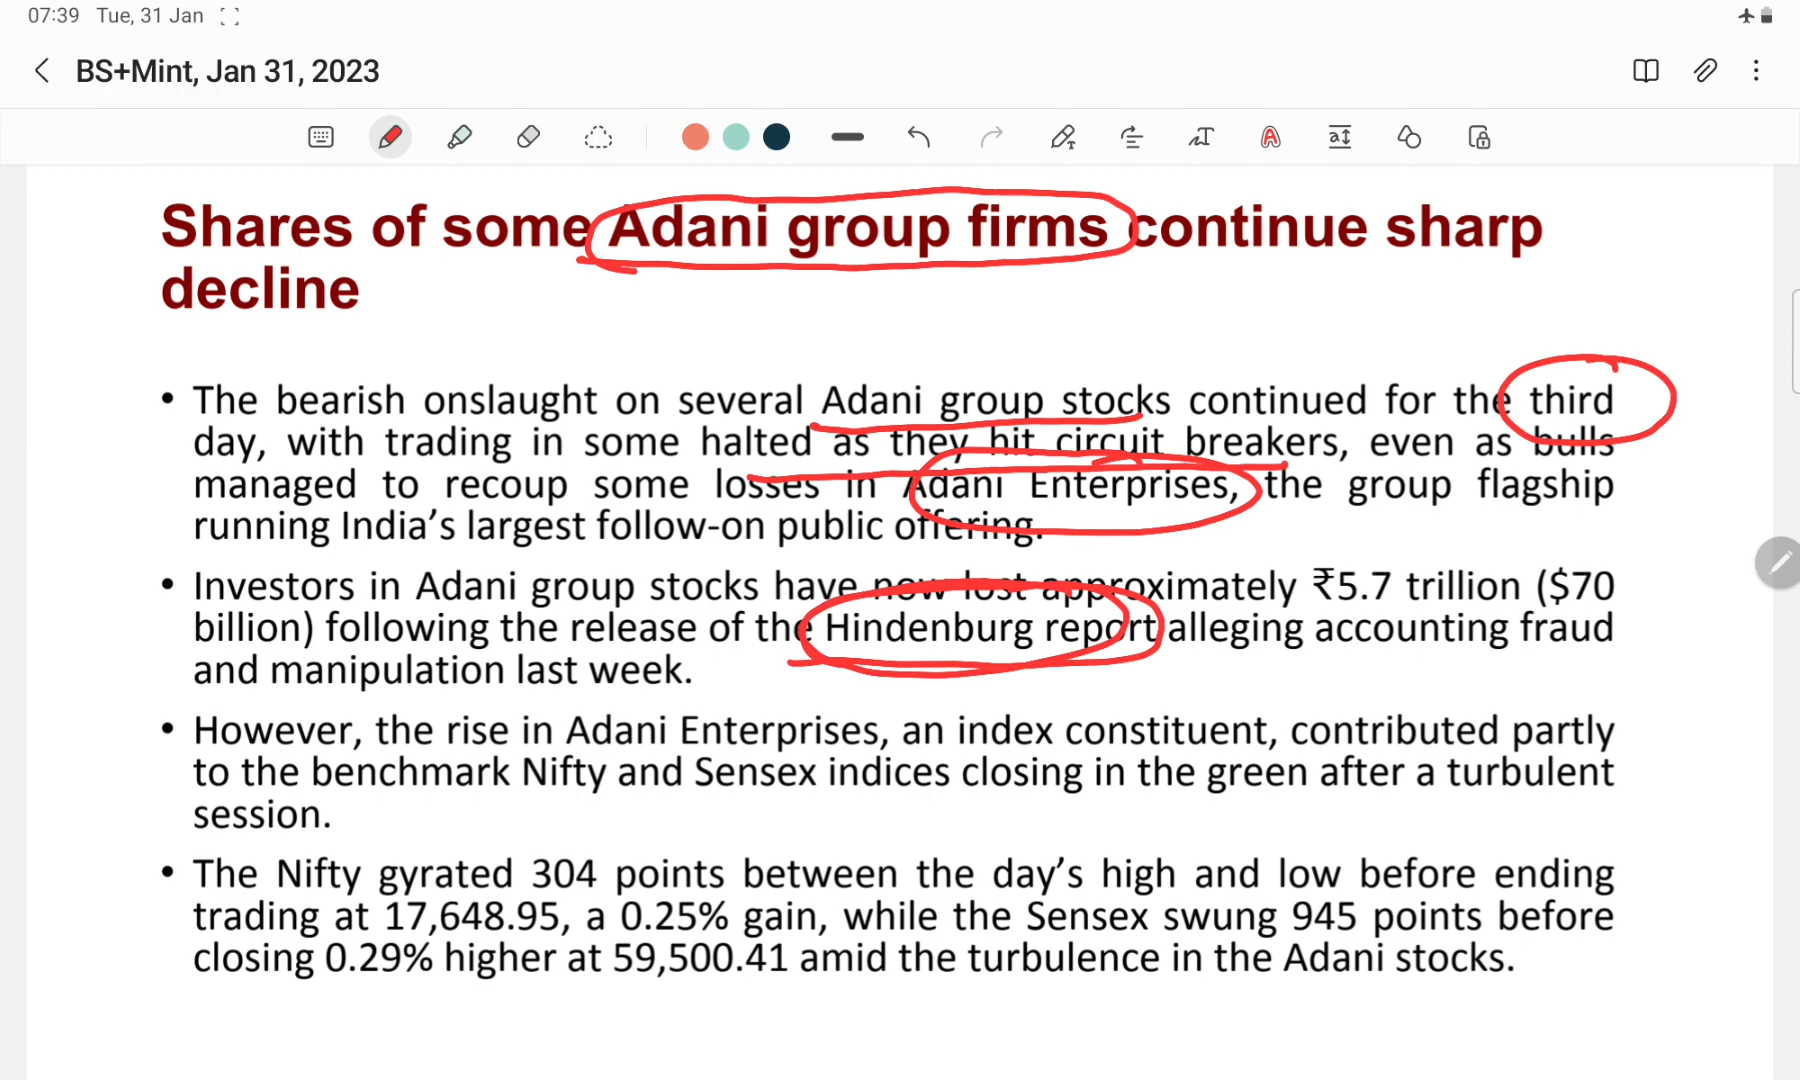 07:39 Tue, 31 Jan
BS+Mint, Jan 31, 2023
Shares of some Adani group firms continue sharp
decline
• The bearish onslaught on several Adani group stocks continued for the third
day, with trading in some halted as they hit circuit breakers, even as bulls
managed to recoup some losses in Adani Enterprises, the group flagship
running India’s largest follow-on public offering.
• Investors in Adani group stocks have now lost approximately ₹5.7 trillion ($70
billion) following the release of the Hindenburg report alleging accounting fraud
and manipulation last week.
• However, the rise in Adani Enterprises, an index constituent, contributed partly
to the benchmark Nifty and Sensex indices closing in the green after a turbulent
session.
• The Nifty gyrated 304 points between the day’s high and low before ending
trading at 17,648.95, a 0.25% gain, while the Sensex swung 945 points before
closing 0.29% higher at 59,500.41 amid the turbulence in the Adani stocks.